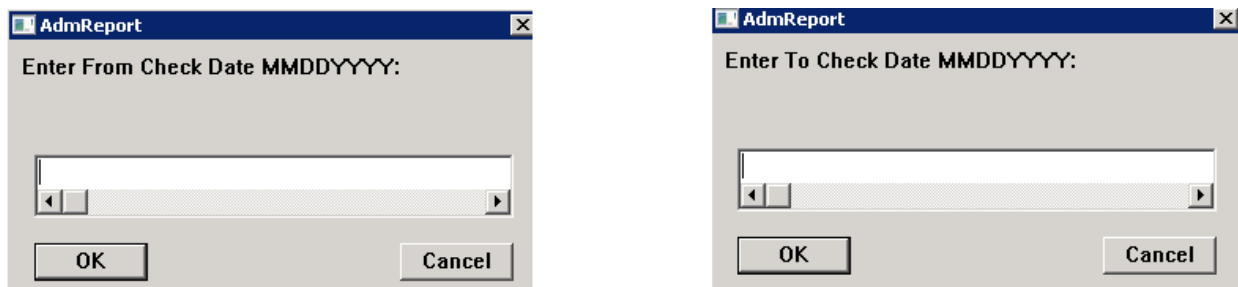 AdmReport
Enter From Check Date MMDDYYYY:
OK Cancel
AdmReport
Enter To Check Date MMDDYYYY:
OK Cancel